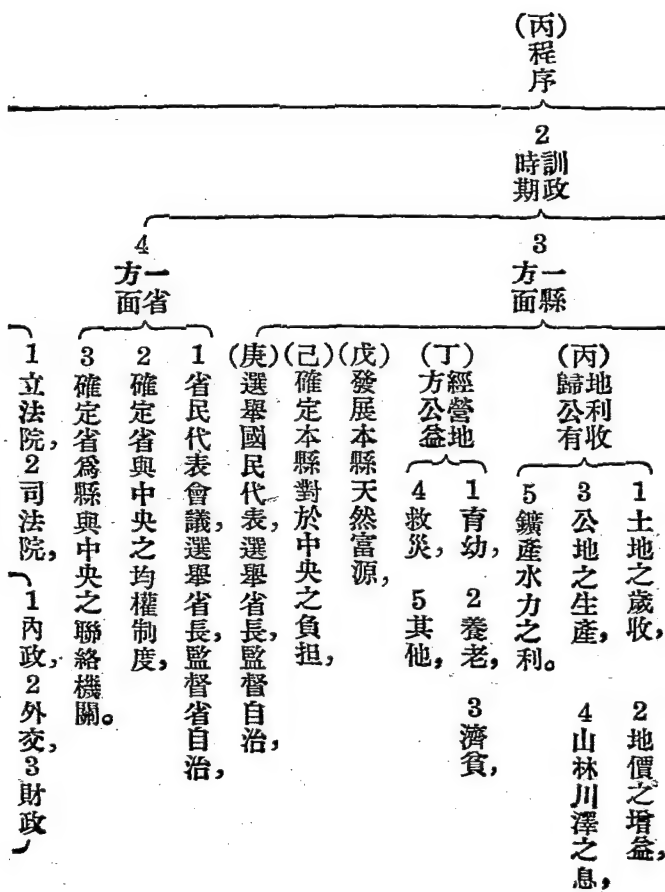 (丙)程序
2 訓政時期
3 一縣方面
(丙)地利收歸公有
1 土地之歲收, 2 地價之增益,
3 公地之生產, 4 山林川澤之息,
5 鑛產水力之利。
(丁)經營地方公益
1 育幼, 2 養老, 3 濟貧,
4 救災, 5 其他,
(戊)發展本縣天然富源,
(己)確定本縣對於中央之負担,
(庚)選舉國民代表,選舉省長,監督自治,
4 一省方面
1 省民代表會議,選舉省長,監督省自治,
2 確定省與中央之均權制度,
3 確定省爲縣與中央之聯絡機關。
1 立法院, 2 司法院,
1 內政, 2 外交, 3 財政